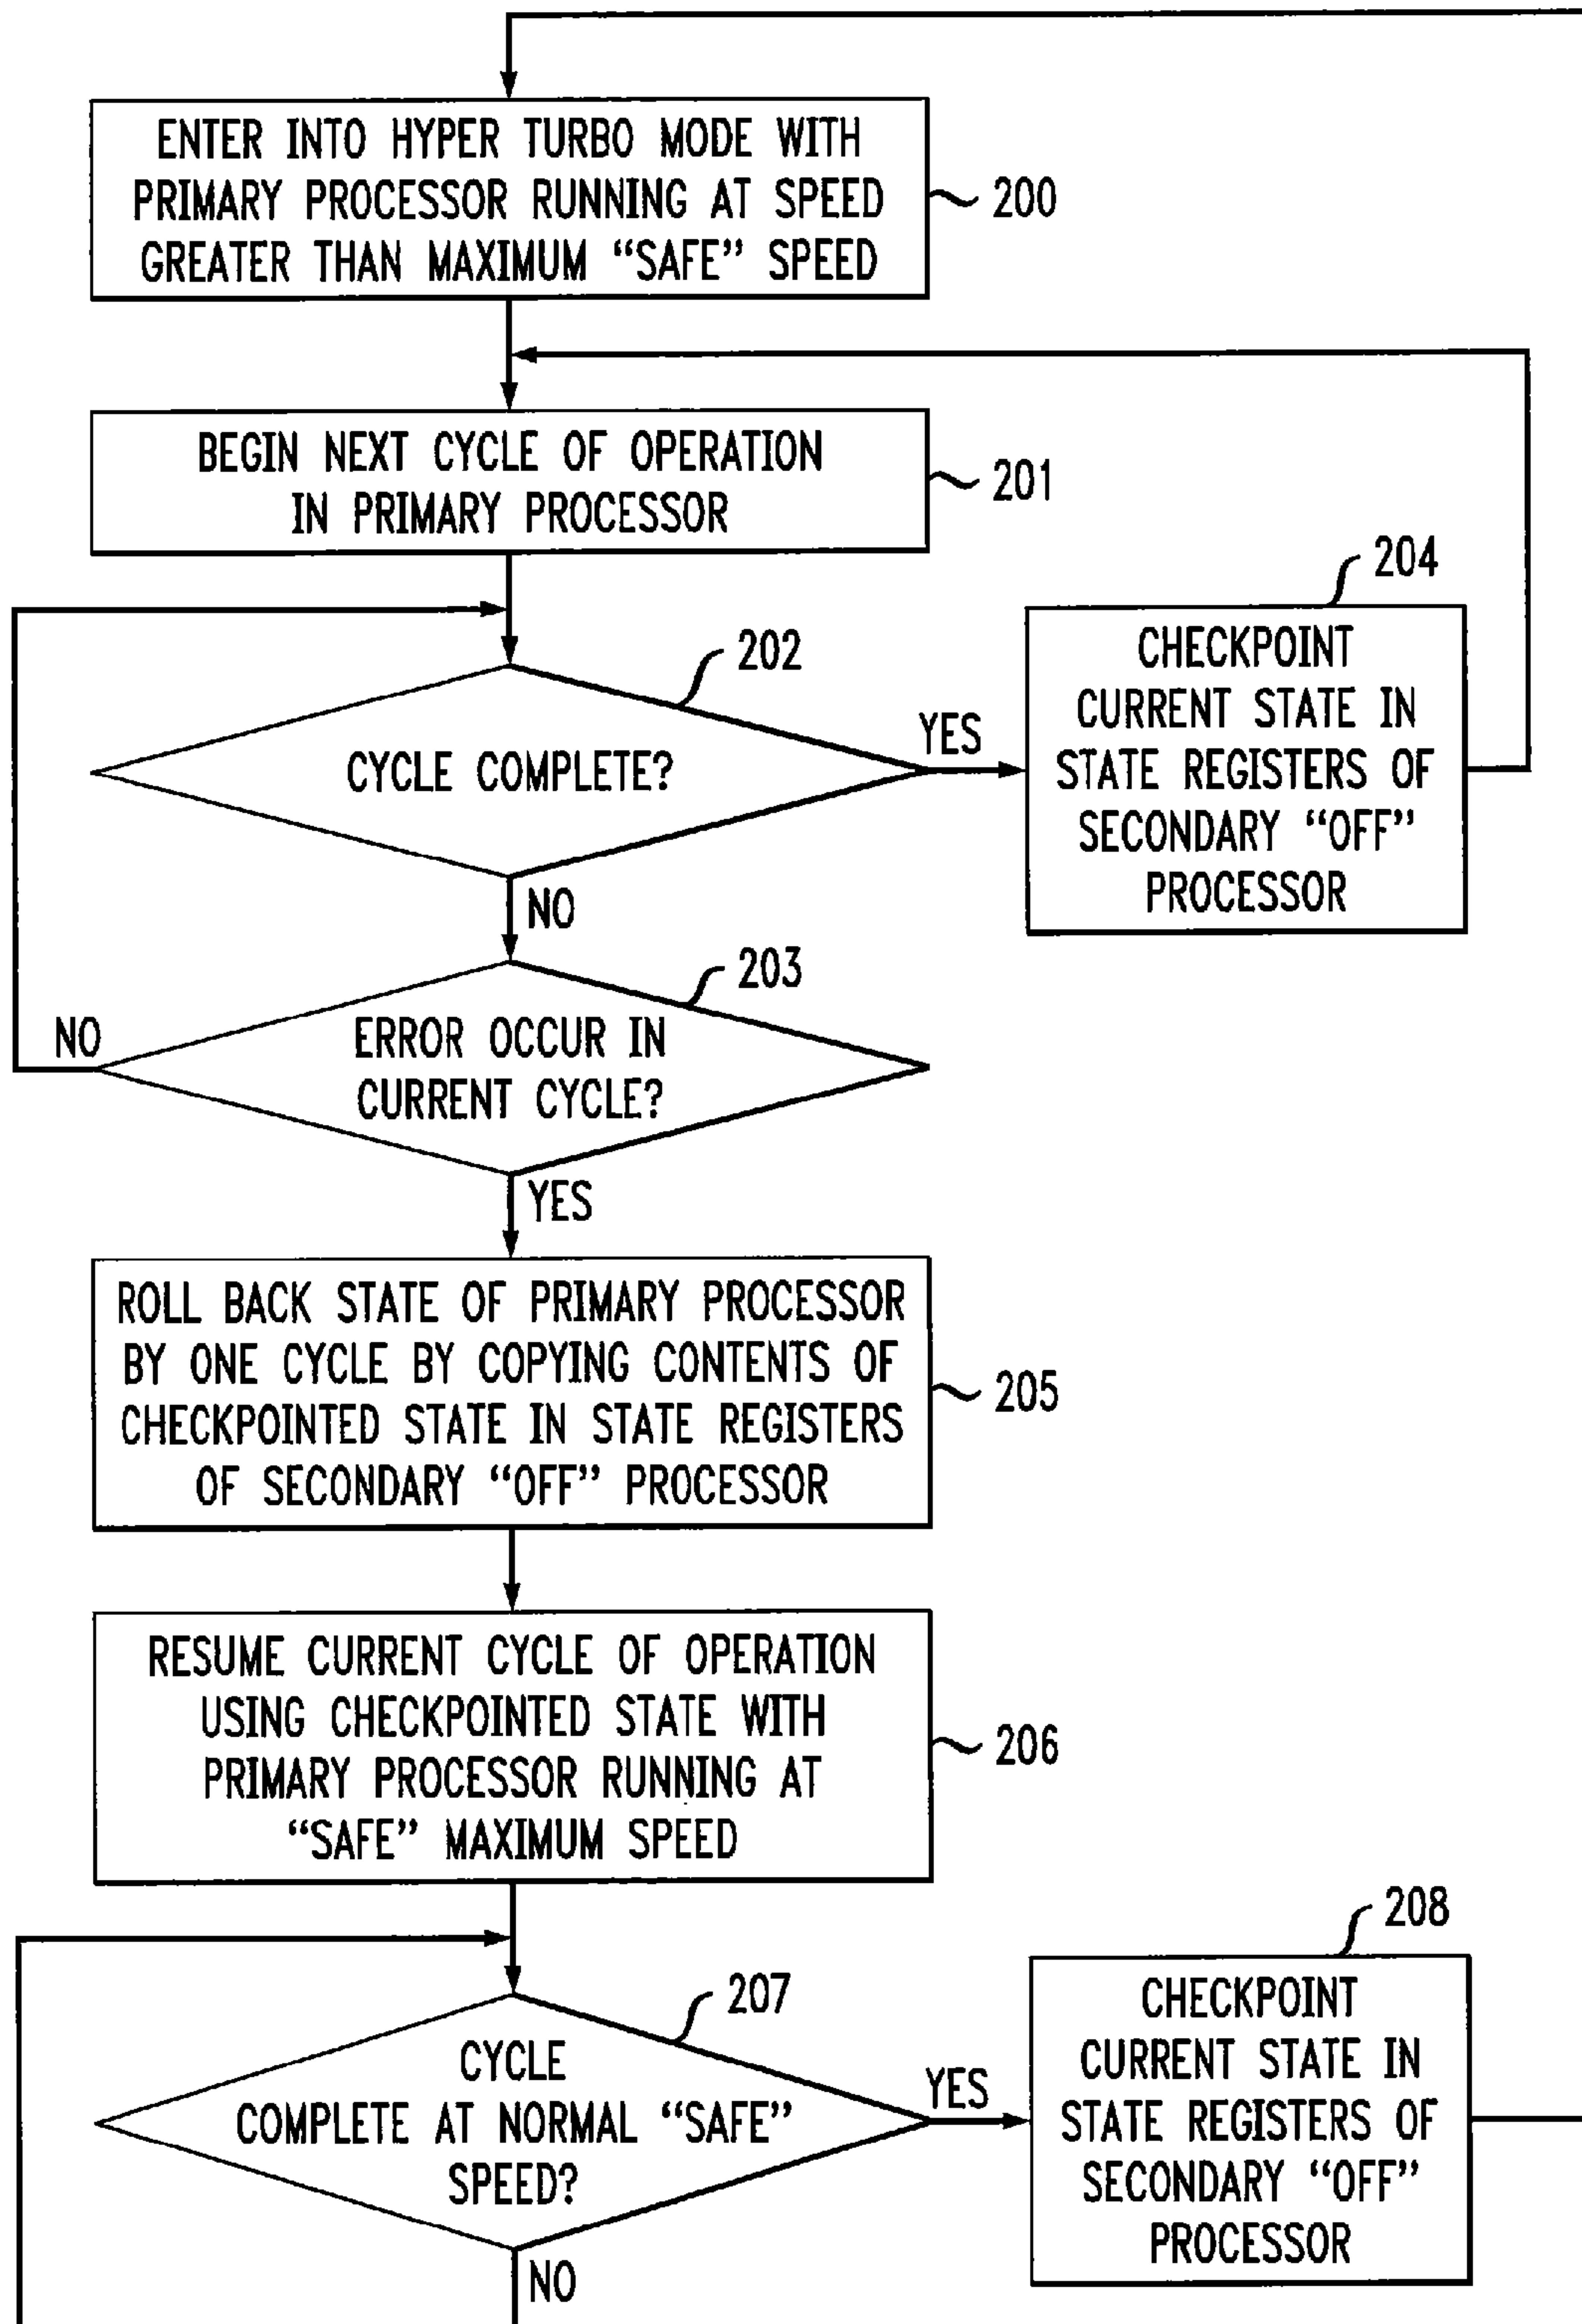 ENTER INTO HYPER TURBO MODE WITH
PRIMARY PROCESSOR RUNNING AT SPEED
GREATER THAN MAXIMUM “SAFE” SPEED
200
BEGIN NEXT CYCLE OF OPERATION
IN PRIMARY PROCESSOR
201
202
CYCLE COMPLETE?
YES
NO
204
CHECKPOINT
CURRENT STATE IN
STATE REGISTERS OF
SECONDARY “OFF”
PROCESSOR
203
ERROR OCCUR IN
CURRENT CYCLE?
NO
YES
ROLL BACK STATE OF PRIMARY PROCESSOR
BY ONE CYCLE BY COPYING CONTENTS OF
CHECKPOINTED STATE IN STATE REGISTERS
OF SECONDARY “OFF” PROCESSOR
205
RESUME CURRENT CYCLE OF OPERATION
USING CHECKPOINTED STATE WITH
PRIMARY PROCESSOR RUNNING AT
“SAFE” MAXIMUM SPEED
206
207
CYCLE
COMPLETE AT NORMAL “SAFE”
SPEED?
YES
NO
208
CHECKPOINT
CURRENT STATE IN
STATE REGISTERS OF
SECONDARY “OFF”
PROCESSOR